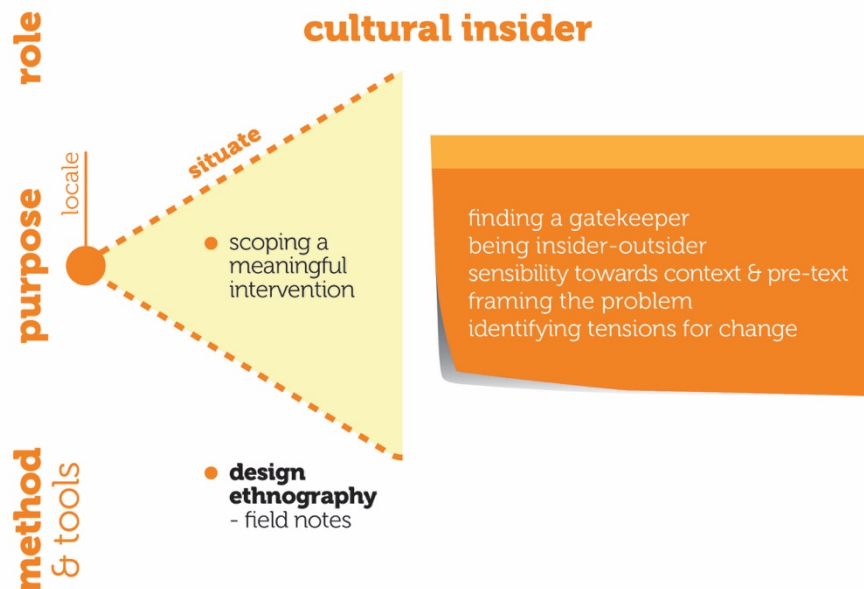 role
cultural insider
purpose
locale
situate
scoping a
meaningful
intervention
finding a gatekeeper
being insider-outsider
sensibility towards context & pre-text
framing the problem
identifying tensions for change
method
& tools
design
ethnography
- field notes